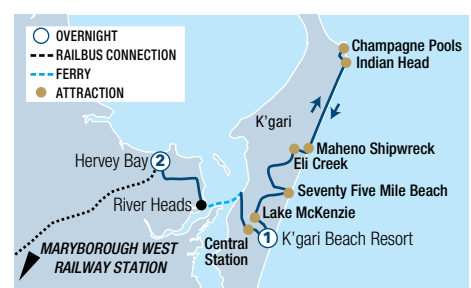 OVERNIGHT
RAILBUS CONNECTION
FERRY
ATTRACTION
Champagne Pools
Indian Head
K'gari
Maheno Shipwreck
Eli Creek
Hervey Bay 2
Seventy Five Mile Beach
River Heads
Lake McKenzie
Central
Station
1 K'gari Beach Resort
MARYBOROUGH WEST
RAILWAY STATION